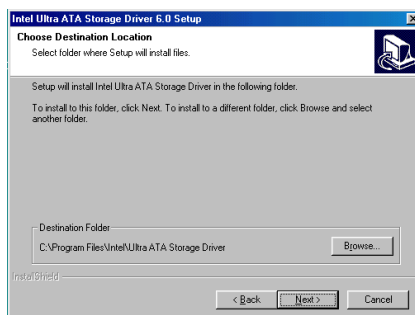 Intel Ultra ATA Storage Driver 6.0 Setup
Choose Destination Location
Select folder where Setup will install files.
Setup will install Intel Ultra ATA Storage Driver in the following folder.
To install to this folder, click Next. To install to a different folder, click Browse and select
another folder.
Destination Folder
C:\Program Files\Intel\Ultra ATA Storage Driver
Browse...
InstallShield
< Back
Next >
Cancel